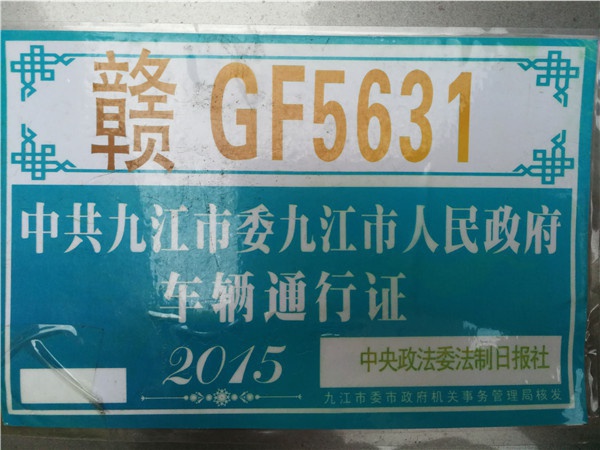 赣 GF5631
中共九江市委九江市人民政府
车辆通行证
2015
中央政法委法制日报社
九江市委市政府机关事务管理局核发